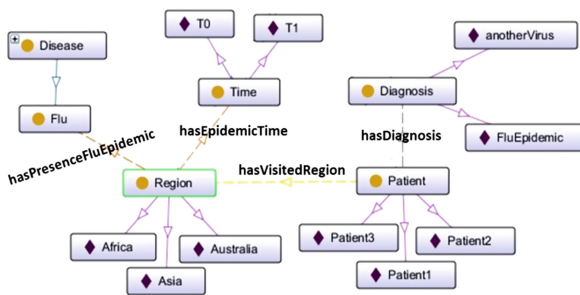 anotherVirus
T0
T1
Disease
Time
Diagnosis
Flu
hasEpidemicTime
hasDiagnosis
FluEpidemic
hasPresenceFluEpidemic
hasVisitedRegion
Region
Patient
Africa
Australia
Patient3
Patient2
Asia
Patient1